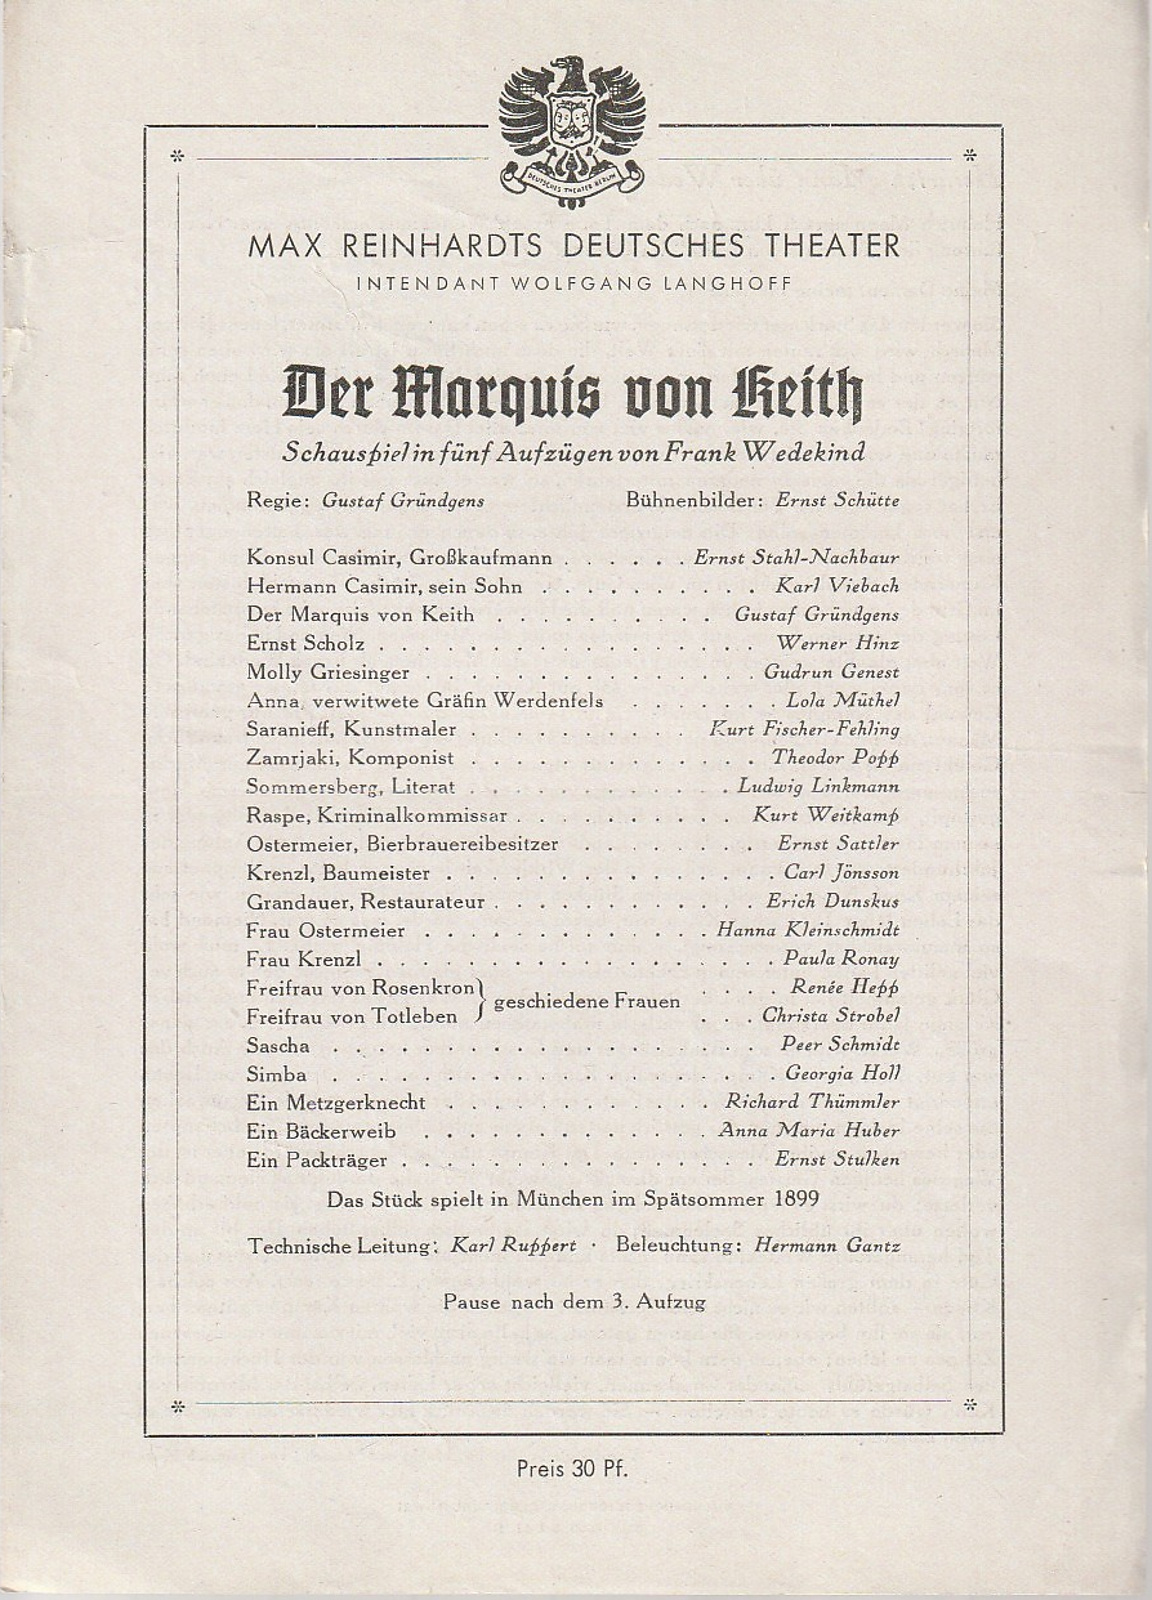 DEUTSCHES THEATER BERLIN
MAX REINHARDTS DEUTSCHES THEATER
INTENDANT WOLFGANG LANGHOFF
Der Marquis von Keith
Schauspiel in fünf Aufzügen von Frank Wedekind
Regie: Gustaf Gründgens Bühnenbilder: Ernst Schütte
Konsul Casimir, Großkaufmann . . . . . . Ernst Stahl-Nachbaur
Hermann Casimir, sein Sohn . . . . . . . . . . Karl Viebach
Der Marquis von Keith . . . . . . . . . . Gustaf Gründgens
Ernst Scholz . . . . . . . . . . . . . . . . . Werner Hinz
Molly Griesinger . . . . . . . . . . . . . . . Gudrun Genest
Anna, verwitwete Gräfin Werdenfels . . . . . . . Lola Müthel
Saranieff, Kunstmaler . . . . . . . . . . . Kurt Fischer-Fehling
Zamrjaki, Komponist . . . . . . . . . . . . . Theodor Popp
Sommersberg, Literat . . . . . . . . . . . . Ludwig Linkmann
Raspe, Kriminalkommissar . . . . . . . . . . Kurt Weitkamp
Ostermeier, Bierbrauereibesitzer . . . . . . . . Ernst Sattler
Krenzl, Baumeister . . . . . . . . . . . . . . . Carl Jönsson
Grandauer, Restaurateur . . . . . . . . . . . . Erich Dunskus
Frau Ostermeier . . . . . . . . . . . . . Hanna Kleinschmidt
Frau Krenzl . . . . . . . . . . . . . . . . . . Paula Ronay
Freifrau von Rosenkron } geschiedene Frauen . . . . Renée Hepp
Freifrau von Totleben . . . Christa Strobel
Sascha . . . . . . . . . . . . . . . . . . . . Peer Schmidt
Simba . . . . . . . . . . . . . . . . . . . . Georgia Holl
Ein Metzgerknecht . . . . . . . . . . . . Richard Thümmler
Ein Bäckerweib . . . . . . . . . . . . . Anna Maria Huber
Ein Packträger . . . . . . . . . . . . . . . . Ernst Stulken
Das Stück spielt in München im Spätsommer 1899
Technische Leitung: Karl Ruppert · Beleuchtung: Hermann Gantz
Pause nach dem 3. Aufzug
Preis 30 Pf.